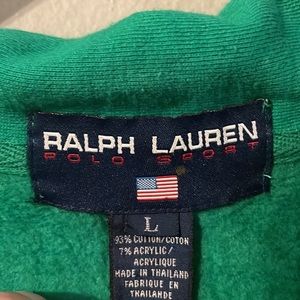 RALPH LAUREN
POLO SPORT
L
93% COTTON/COTON
7% ACRYLIC/
ACRYLIQUE
MADE IN THAILAND
FABRIQUE EN
THAILANDE